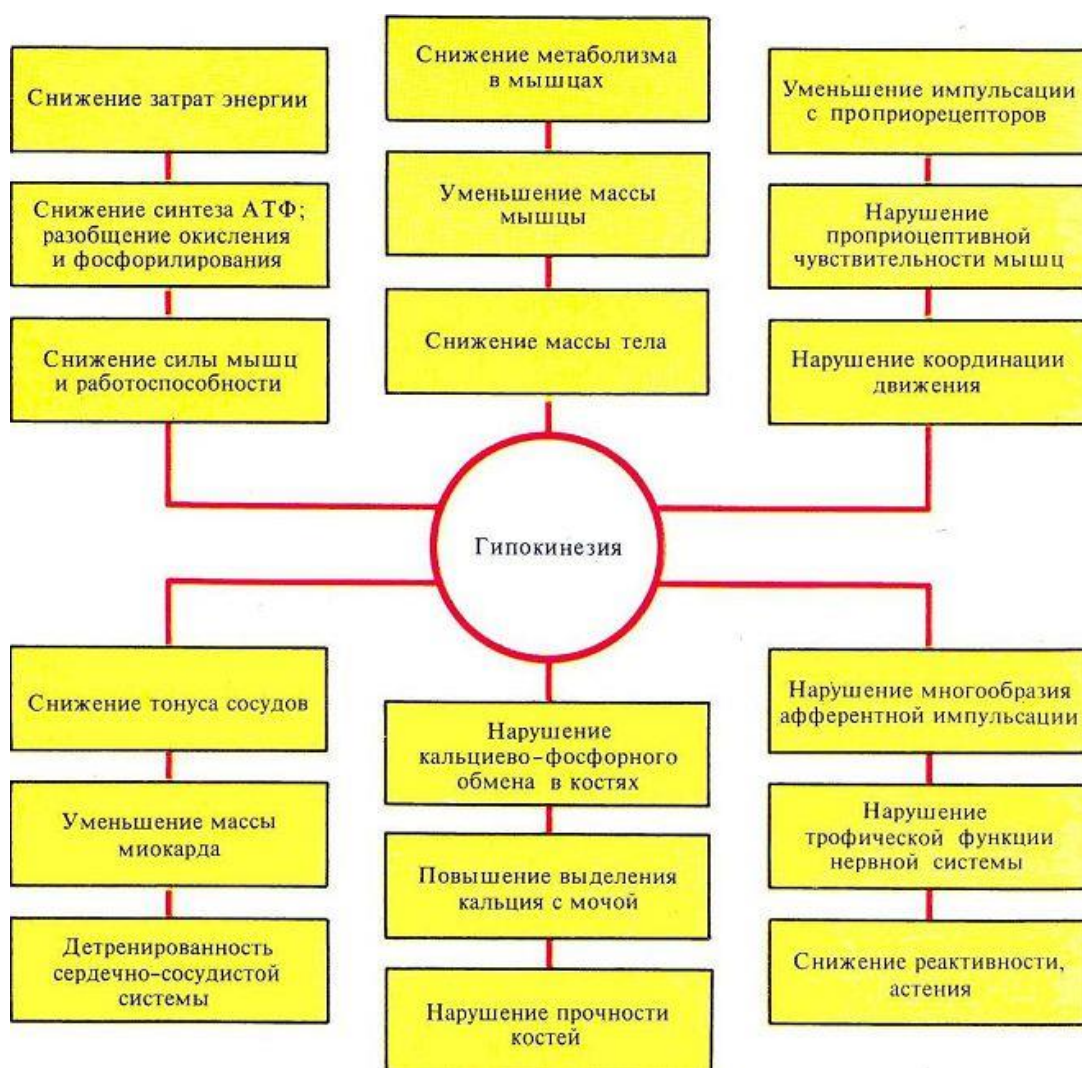 Снижение затрат энергии
Снижение синтеза АТФ;
разобщение окисления
и фосфорилирования
Снижение силы мышц
и работоспособности
Снижение метаболизма
в мышцах
Уменьшение массы
мышцы
Снижение массы тела
Уменьшение импульсации
с проприорецепторов
Нарушение
проприоцептивной
чувствительности мышц
Нарушение координации
движения
Гипокинезия
Снижение тонуса сосудов
Уменьшение массы
миокарда
Детренированность
сердечно-сосудистой
системы
Нарушение
кальциево-фосфорного
обмена в костях
Повышение выделения
кальция с мочой
Нарушение прочности
костей
Нарушение многообразия
афферентной импульсации
Нарушение
трофической функции
нервной системы
Снижение реактивности,
астения